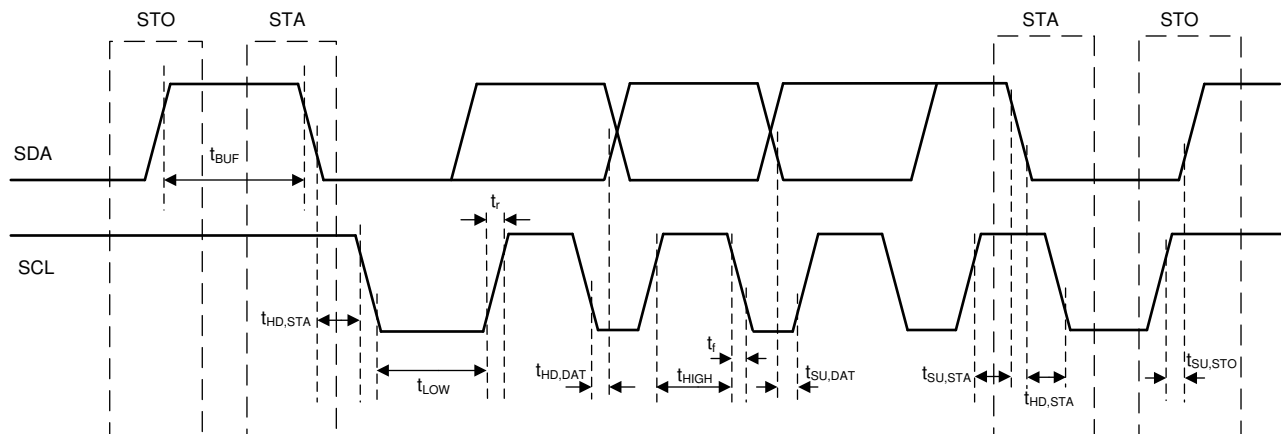 STO
STA
STA
STO
SDA
tBUF
tr
SCL
tHD,STA
tLOW
tHD,DAT
tHIGH
tf
tSU,DAT
tSU,STA
tHD,STA
tSU,STO